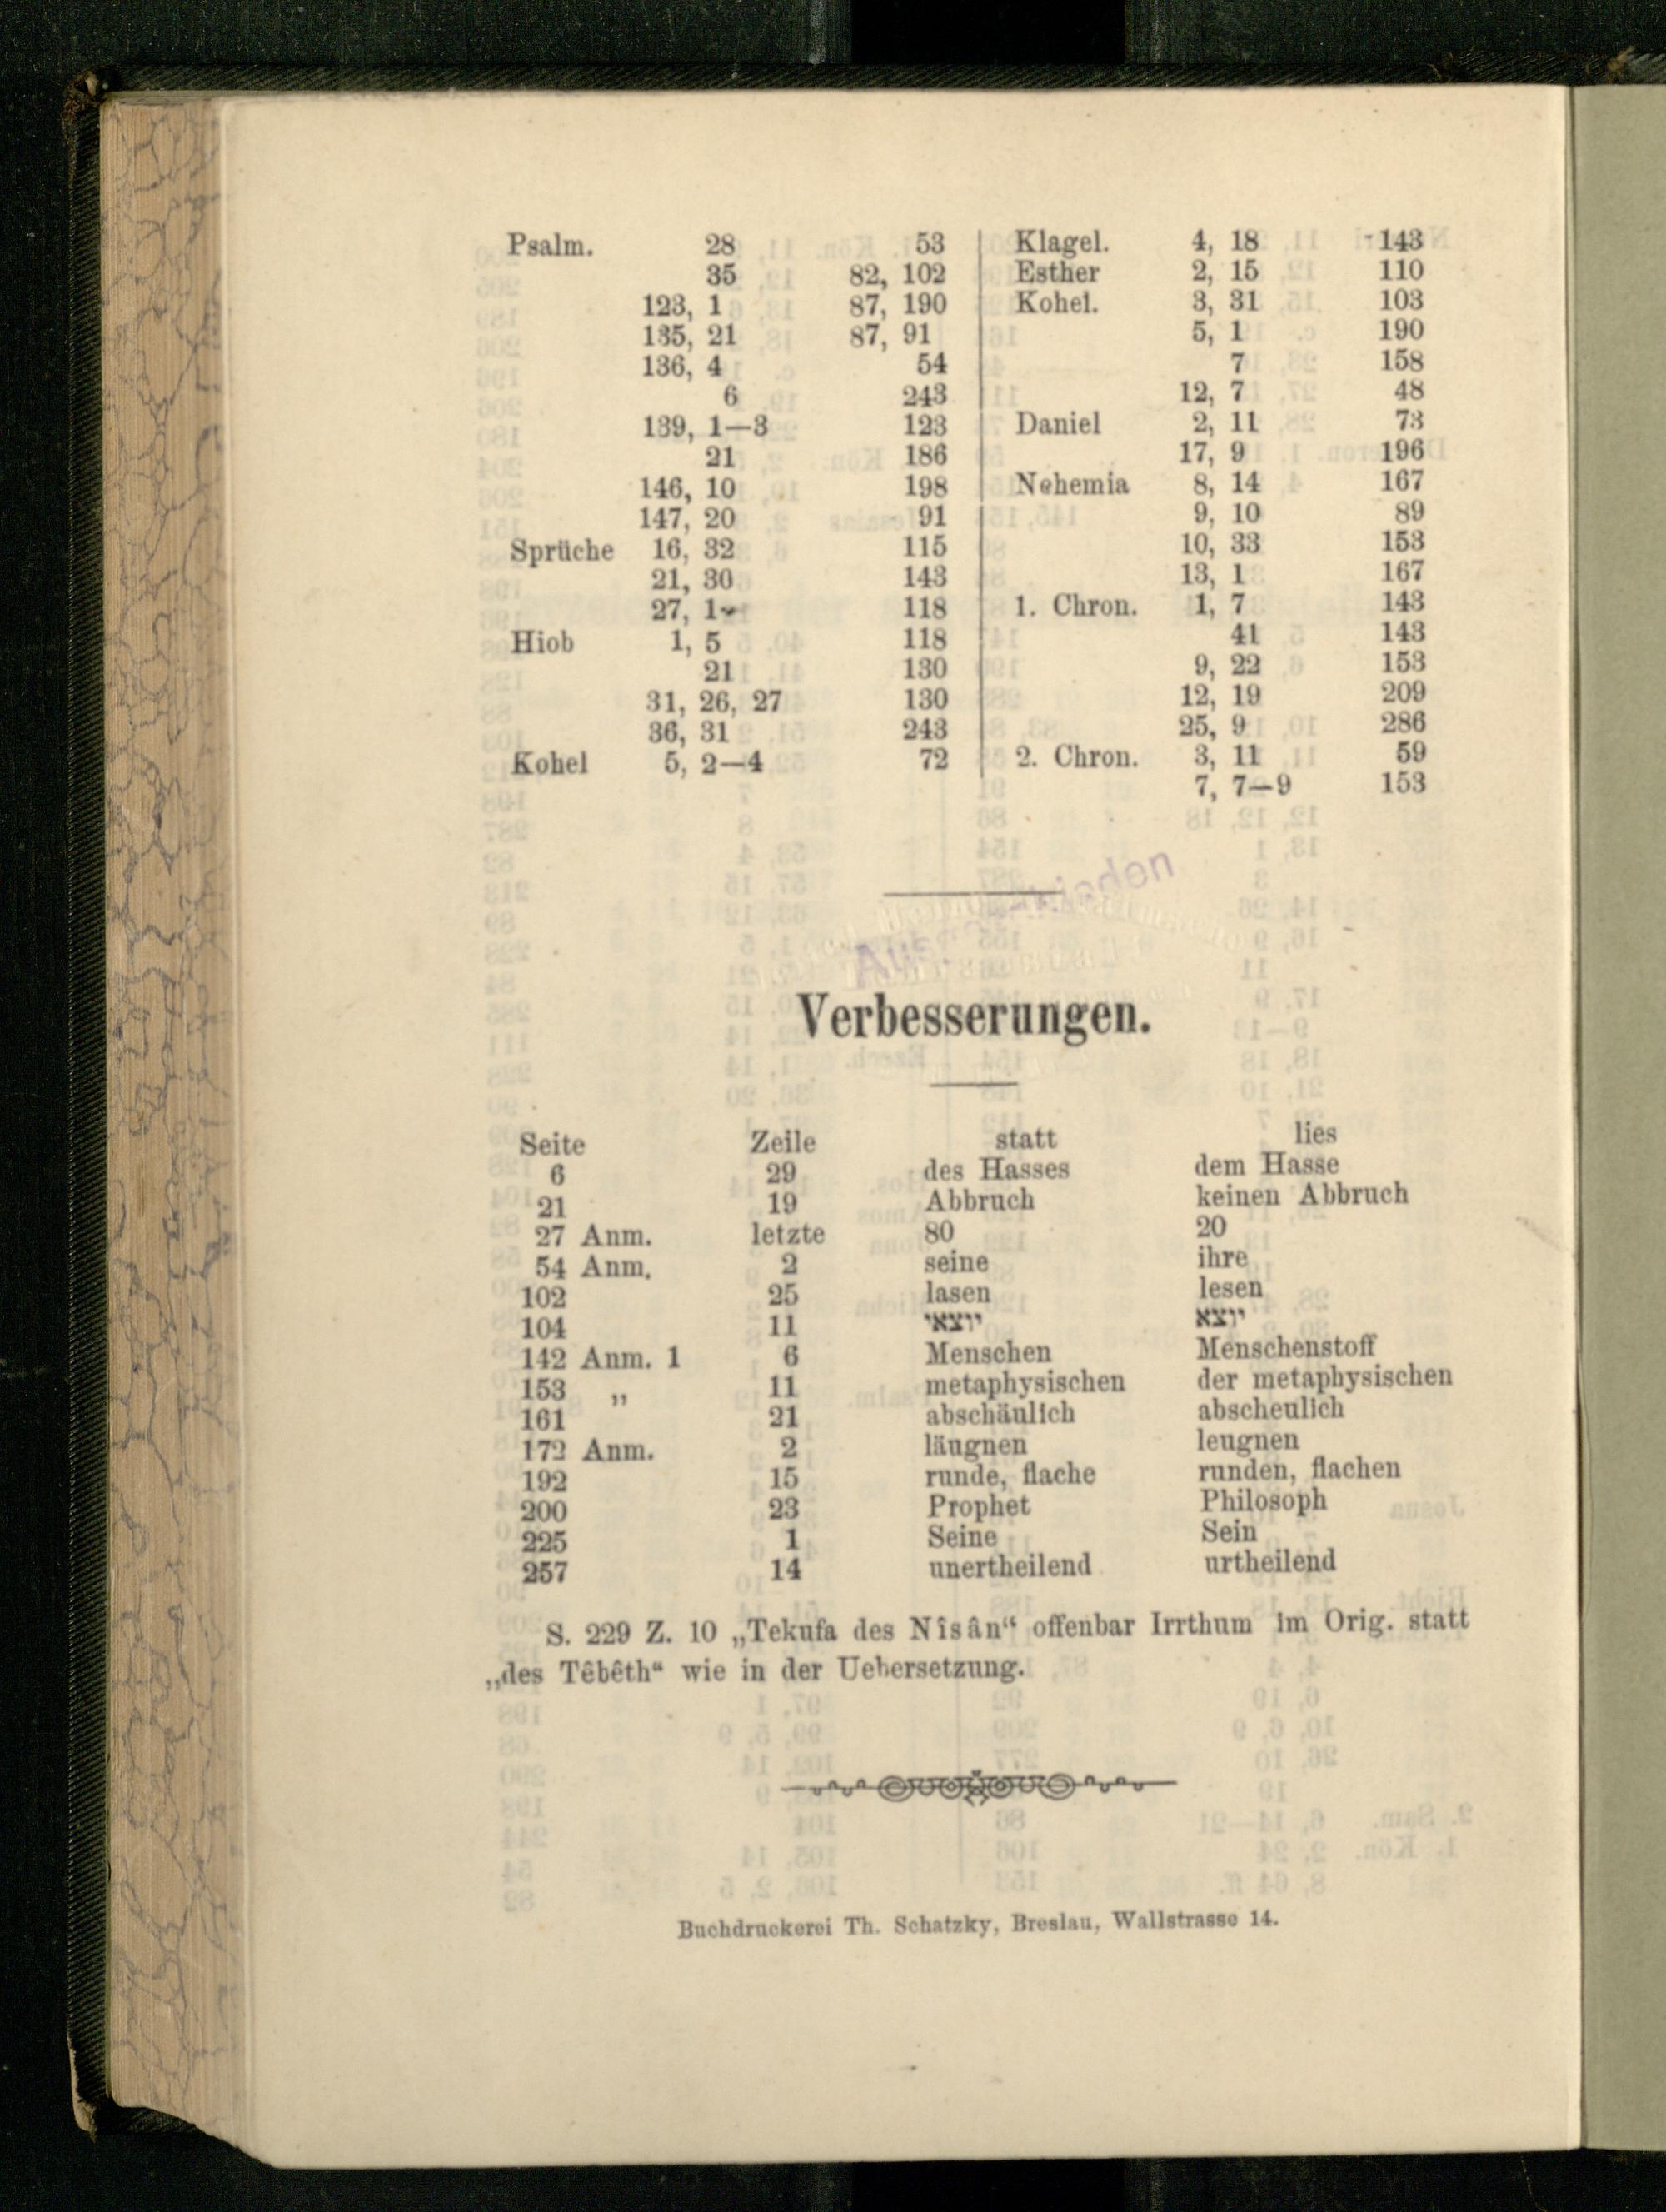 Psalm. 28 53
35 82, 102
123, 1 87, 190
135, 21 87, 91
136, 4 54
6 243
139, 1—3 123
21 186
146, 10 198
147, 20 91
Sprüche 16, 32 115
21, 30 143
27, 1 118
Hiob 1, 5 118
21 130
31, 26, 27 130
36, 31 243
Kohel 5, 2—4 72
Klagel. 4, 18 143
Esther 2, 15 110
Kohel. 3, 31 103
5, 1 190
7 158
12, 7 48
Daniel 2, 11 73
17, 9 196
Nehemia 8, 14 167
9, 10 89
10, 33 153
13, 1 167
1. Chron. 1, 7 143
41 143
9, 22 153
12, 19 209
25, 9 286
2. Chron. 3, 11 59
7, 7—9 153
Verbesserungen.
Seite Zeile statt lies
6 29 des Hasses dem Hasse
21 19 Abbruch keinen Abbruch
27 Anm. letzte 80 20
54 Anm. 2 seine ihre
102 25 lasen lesen
104 11 יוצאי יוצא
142 Anm. 1 6 Menschen Menschenstoff
153 „ 11 metaphysischen der metaphysischen
161 21 abschäulich abscheulich
172 Anm. 2 läugnen leugnen
192 15 runde, flache runden, flachen
200 23 Prophet Philosoph
225 1 Seine Sein
257 14 unertheilend urtheilend
S. 229 Z. 10 „Tekufa des Nîsân“ offenbar Irrthum im Orig. statt
„des Têbêth“ wie in der Uebersetzung.
Buchdruckerei Th. Schatzky, Breslau, Wallstrasse 14.